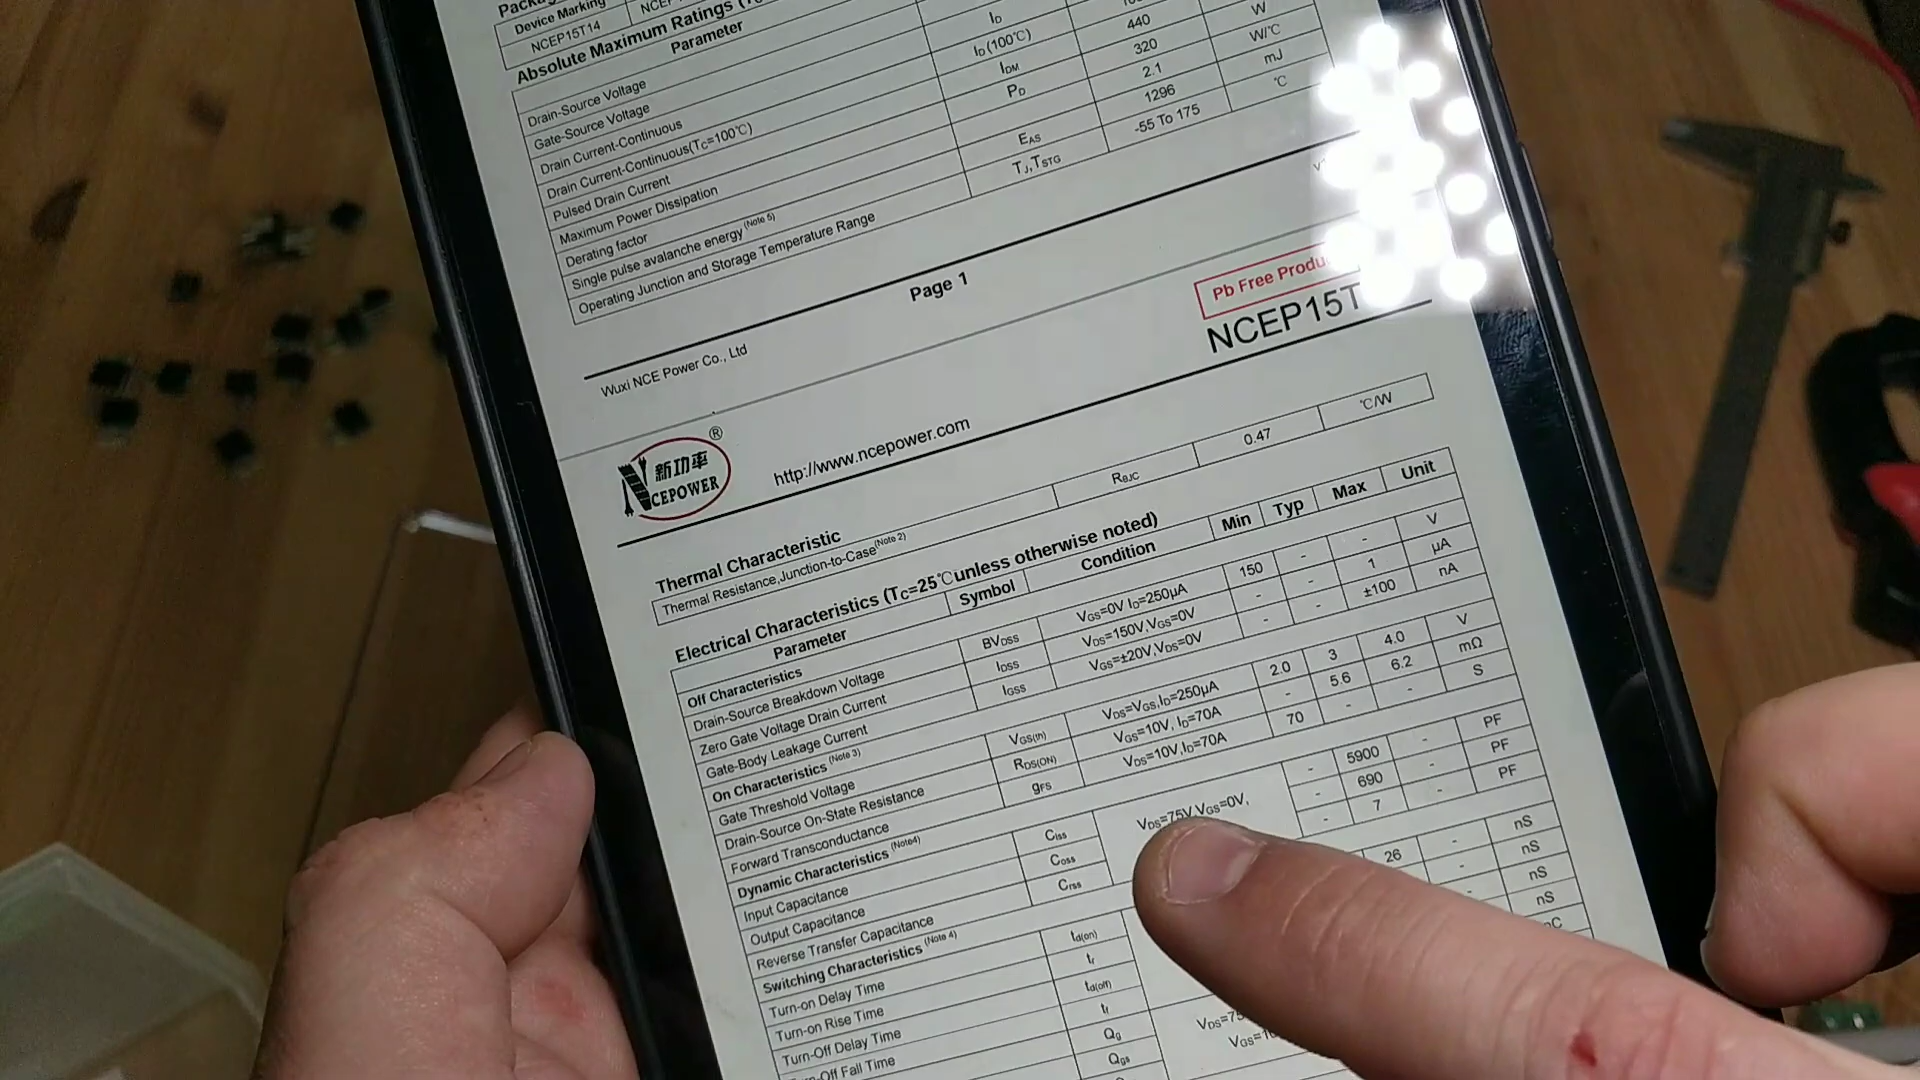 Device Marking
NCEP15T14
Absolute Maximum Ratings
Parameter
Drain-Source Voltage
Gate-Source Voltage
Drain Current-Continuous ID
Drain Current-Continuous(TC=100℃) ID (100℃)
Pulsed Drain Current IDM 440
Maximum Power Dissipation PD 320 W
Derating factor 2.1 W/℃
Single pulse avalanche energy (Note 5) EAS 1296 mJ
Operating Junction and Storage Temperature Range TJ,TSTG -55 To 175 ℃
Wuxi NCE Power Co., Ltd Page 1
Pb Free
NCEP15T
® 新功率
NCEPOWER
http://www.ncepower.com
Thermal Characteristic
Thermal Resistance,Junction-to-Case(Note 2) RθJC 0.47 ℃/W
Electrical Characteristics (TC=25℃unless otherwise noted)
Parameter Symbol Condition Min Typ Max Unit
Off Characteristics
Drain-Source Breakdown Voltage BVDSS VGS=0V ID=250μA 150 - - V
Zero Gate Voltage Drain Current IDSS VDS=150V,VGS=0V - - 1 μA
Gate-Body Leakage Current IGSS VGS=±20V,VDS=0V - - ±100 nA
On Characteristics (Note 3)
Gate Threshold Voltage VGS(th) VDS=VGS,ID=250μA 2.0 3 4.0 V
Drain-Source On-State Resistance RDS(ON) VGS=10V, ID=70A - 5.6 6.2 mΩ
Forward Transconductance gFS VDS=10V,ID=70A 70 - - S
Dynamic Characteristics (Note4)
Input Capacitance Clss VDS=75V,VGS=0V, - 5900 - PF
Output Capacitance Coss - 690 - PF
Reverse Transfer Capacitance Crss - 7 - PF
Switching Characteristics (Note 4)
Turn-on Delay Time td(on) 26 - nS
Turn-on Rise Time tr - nS
Turn-Off Delay Time td(off) - nS
Turn-Off Fall Time tf nS
Qg
Qgs